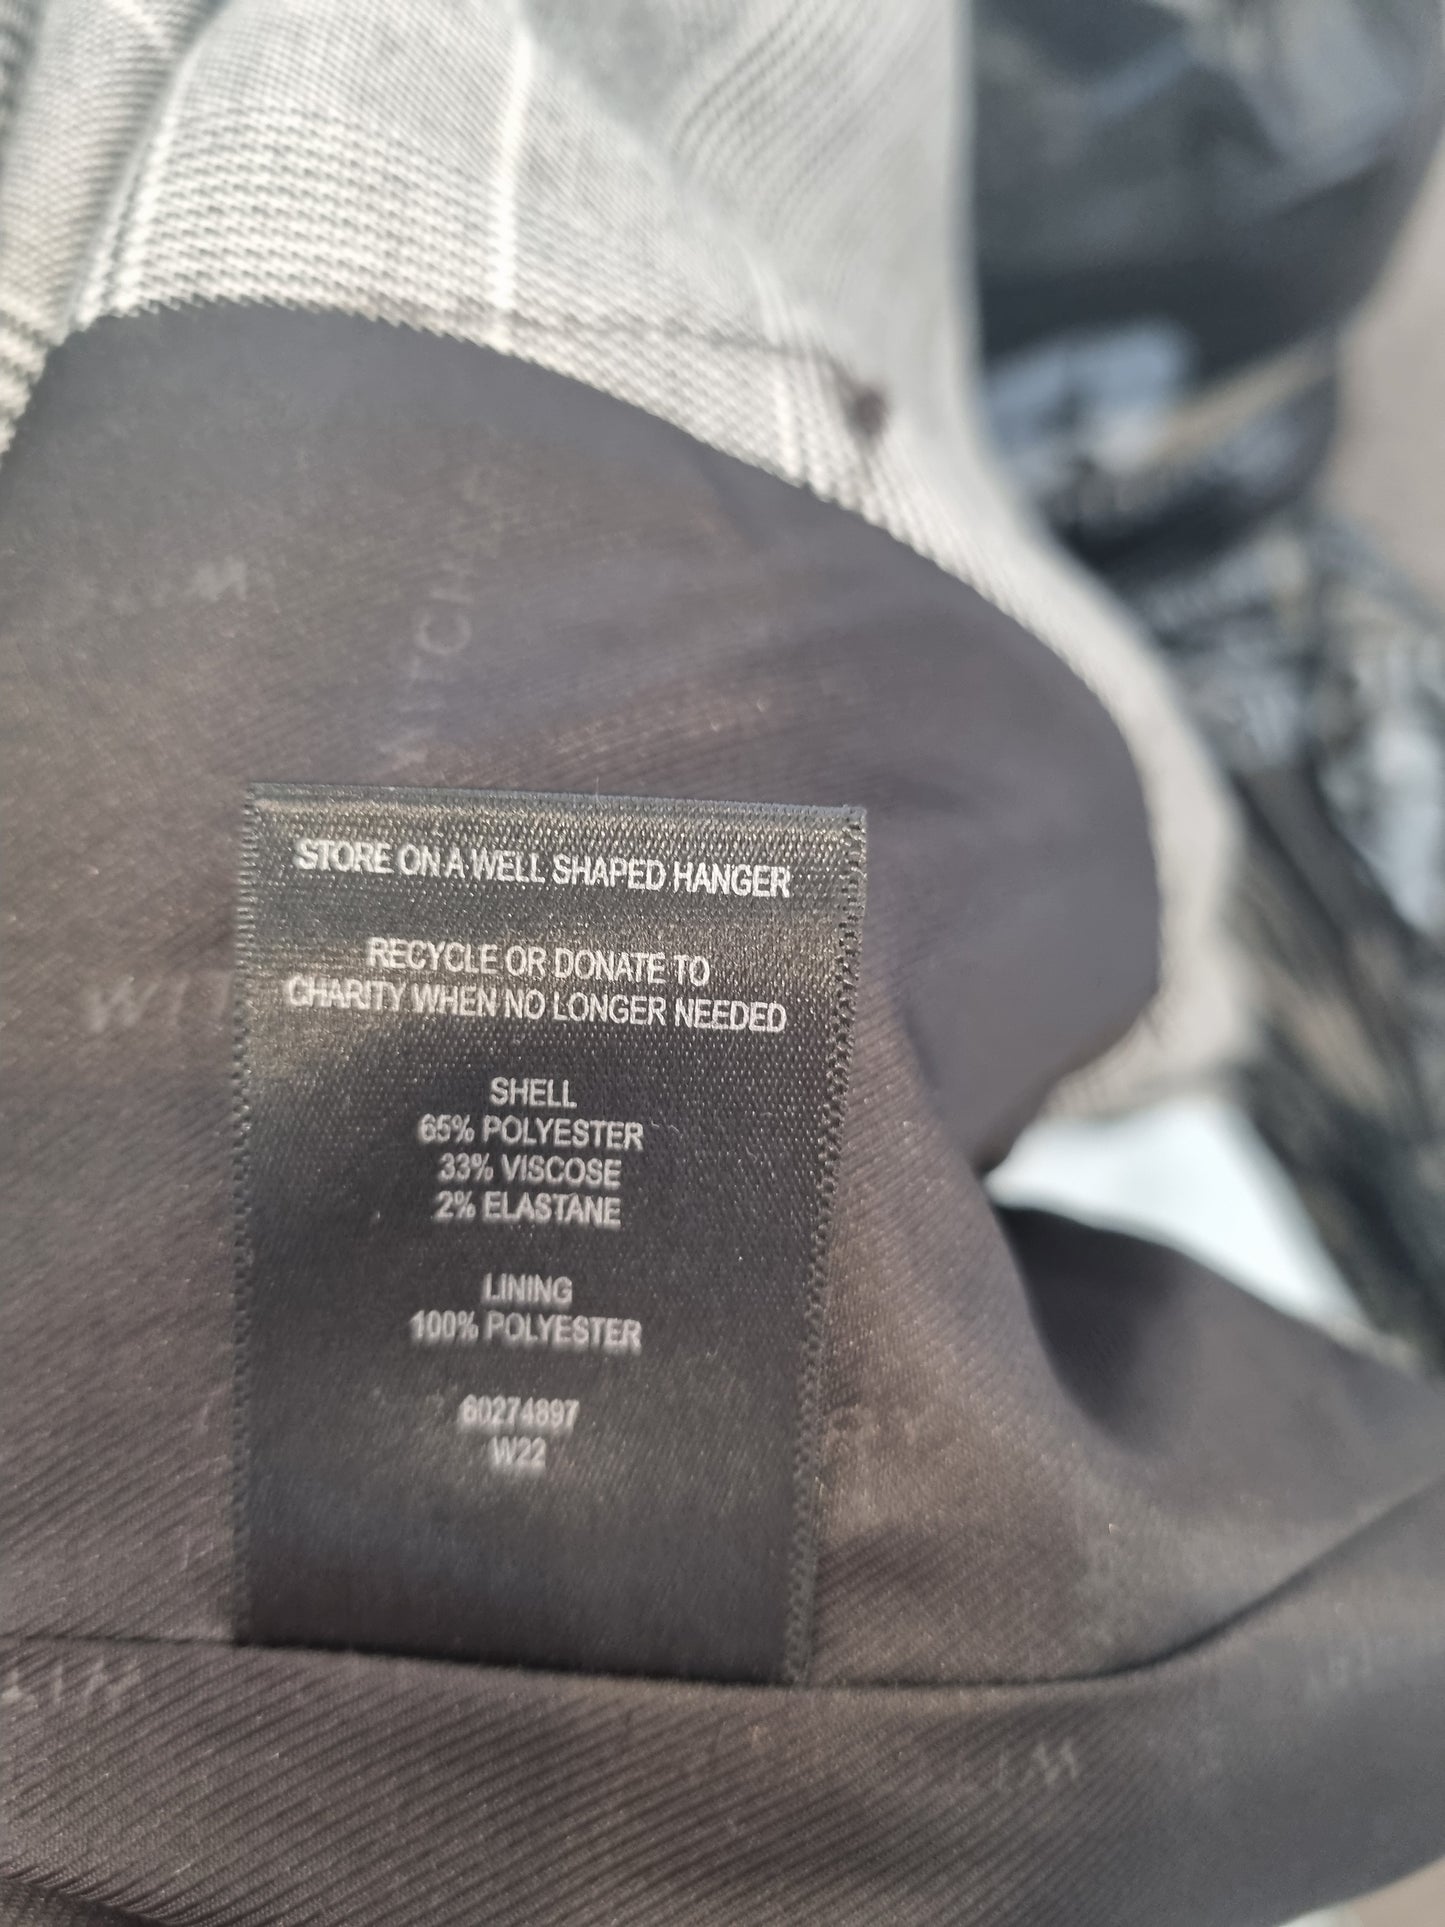 STORE ON A WELL SHAPED HANGER
RECYCLE OR DONATE TO
CHARITY WHEN NO LONGER NEEDED
SHELL
65% POLYESTER
33% VISCOSE
2% ELASTANE
LINING
100% POLYESTER
60274897
W22